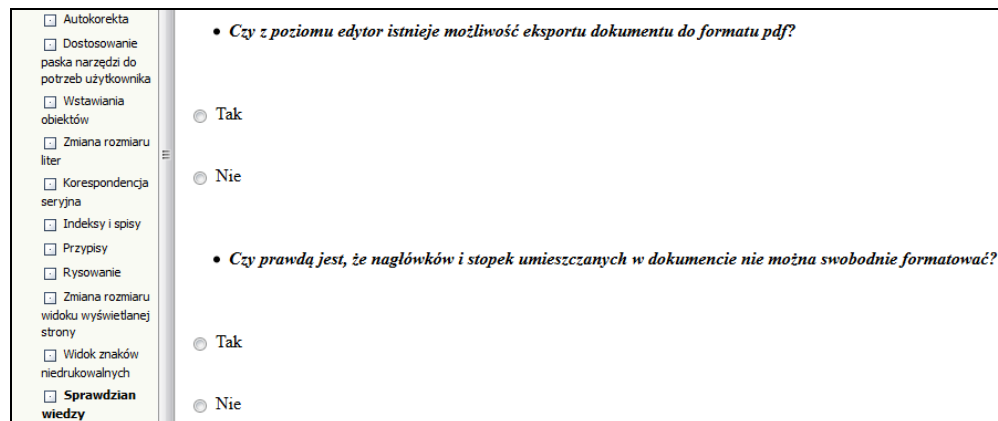 Autokorekta
Dostosowanie
paska narzędzi do
potrzeb użytkownika
Wstawiania
obiektów
Zmiana rozmiaru
liter
Korespondencja
seryjna
Indeksy i spisy
Przypisy
Rysowanie
Zmiana rozmiaru
widoku wyświetlanej
strony
Widok znaków
niedrukowalnych
Sprawdzian
wiedzy
• Czy z poziomu edytor istnieje możliwość eksportu dokumentu do formatu pdf?
Tak
Nie
• Czy prawdą jest, że nagłówków i stopek umieszczanych w dokumencie nie można swobodnie formatować?
Tak
Nie